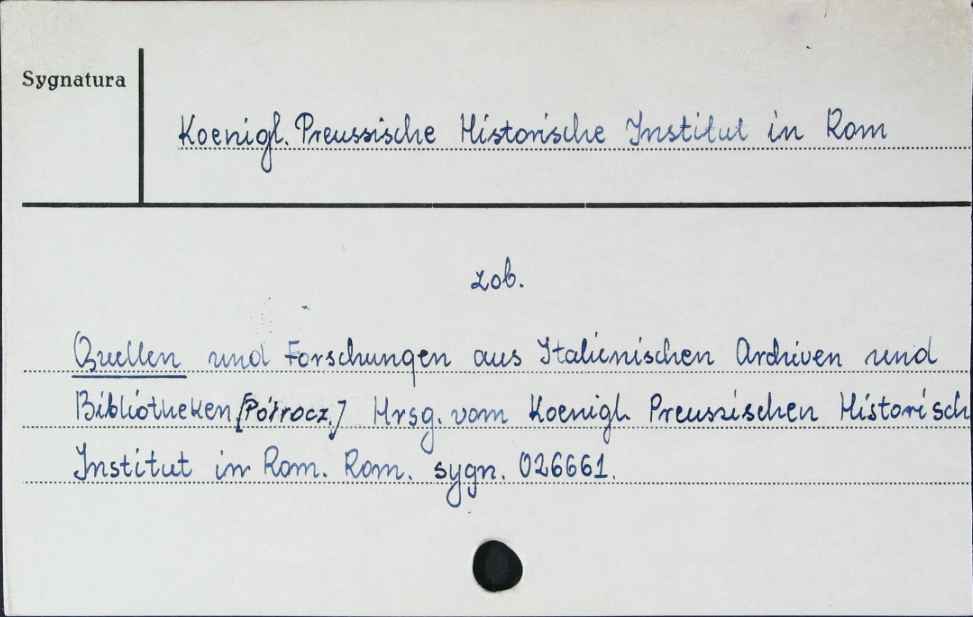 Sygnatura
Koenigl. Preussische Historische Institut in Rom
zob.
Quellen und Forschungen aus Italienischen Archiven und
Bibliotheken [Półrocz.] Hrsg. vom Koenigl. Preussischen Historisch
Institut in Rom. Rom. sygn. 026661.